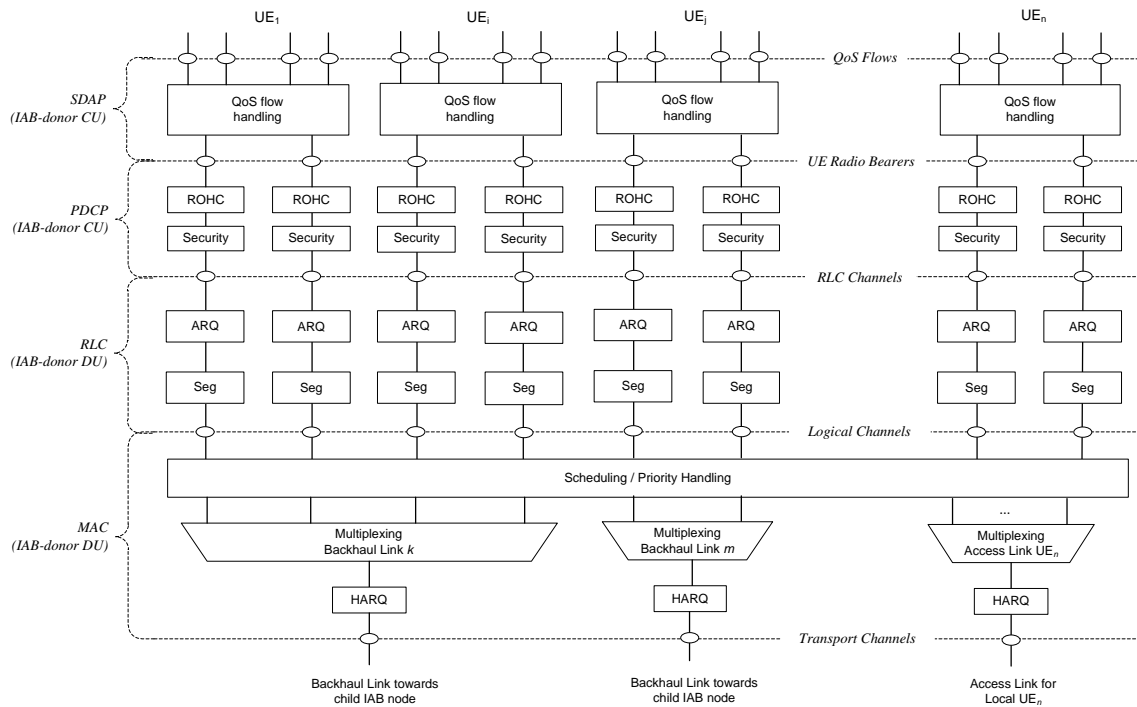 UE1 UEi UEj UEn
QoS Flows
SDAP
(IAB-donor CU)
QoS flow
handling
QoS flow
handling
QoS flow
handling
QoS flow
handling
UE Radio Bearers
PDCP
(IAB-donor CU)
ROHC ROHC ROHC ROHC ROHC ROHC ROHC ROHC
Security Security Security Security Security Security Security Security
RLC Channels
RLC
(IAB-donor DU)
ARQ ARQ ARQ ARQ ARQ ARQ ARQ ARQ
Seg Seg Seg Seg Seg Seg Seg Seg
Logical Channels
MAC
(IAB-donor DU)
Scheduling / Priority Handling
...
Multiplexing
Backhaul Link k
Multiplexing
Backhaul Link m
Multiplexing
Access Link UEn
HARQ HARQ HARQ
Transport Channels
Backhaul Link towards
child IAB node
Backhaul Link towards
child IAB node
Access Link for
Local UEn